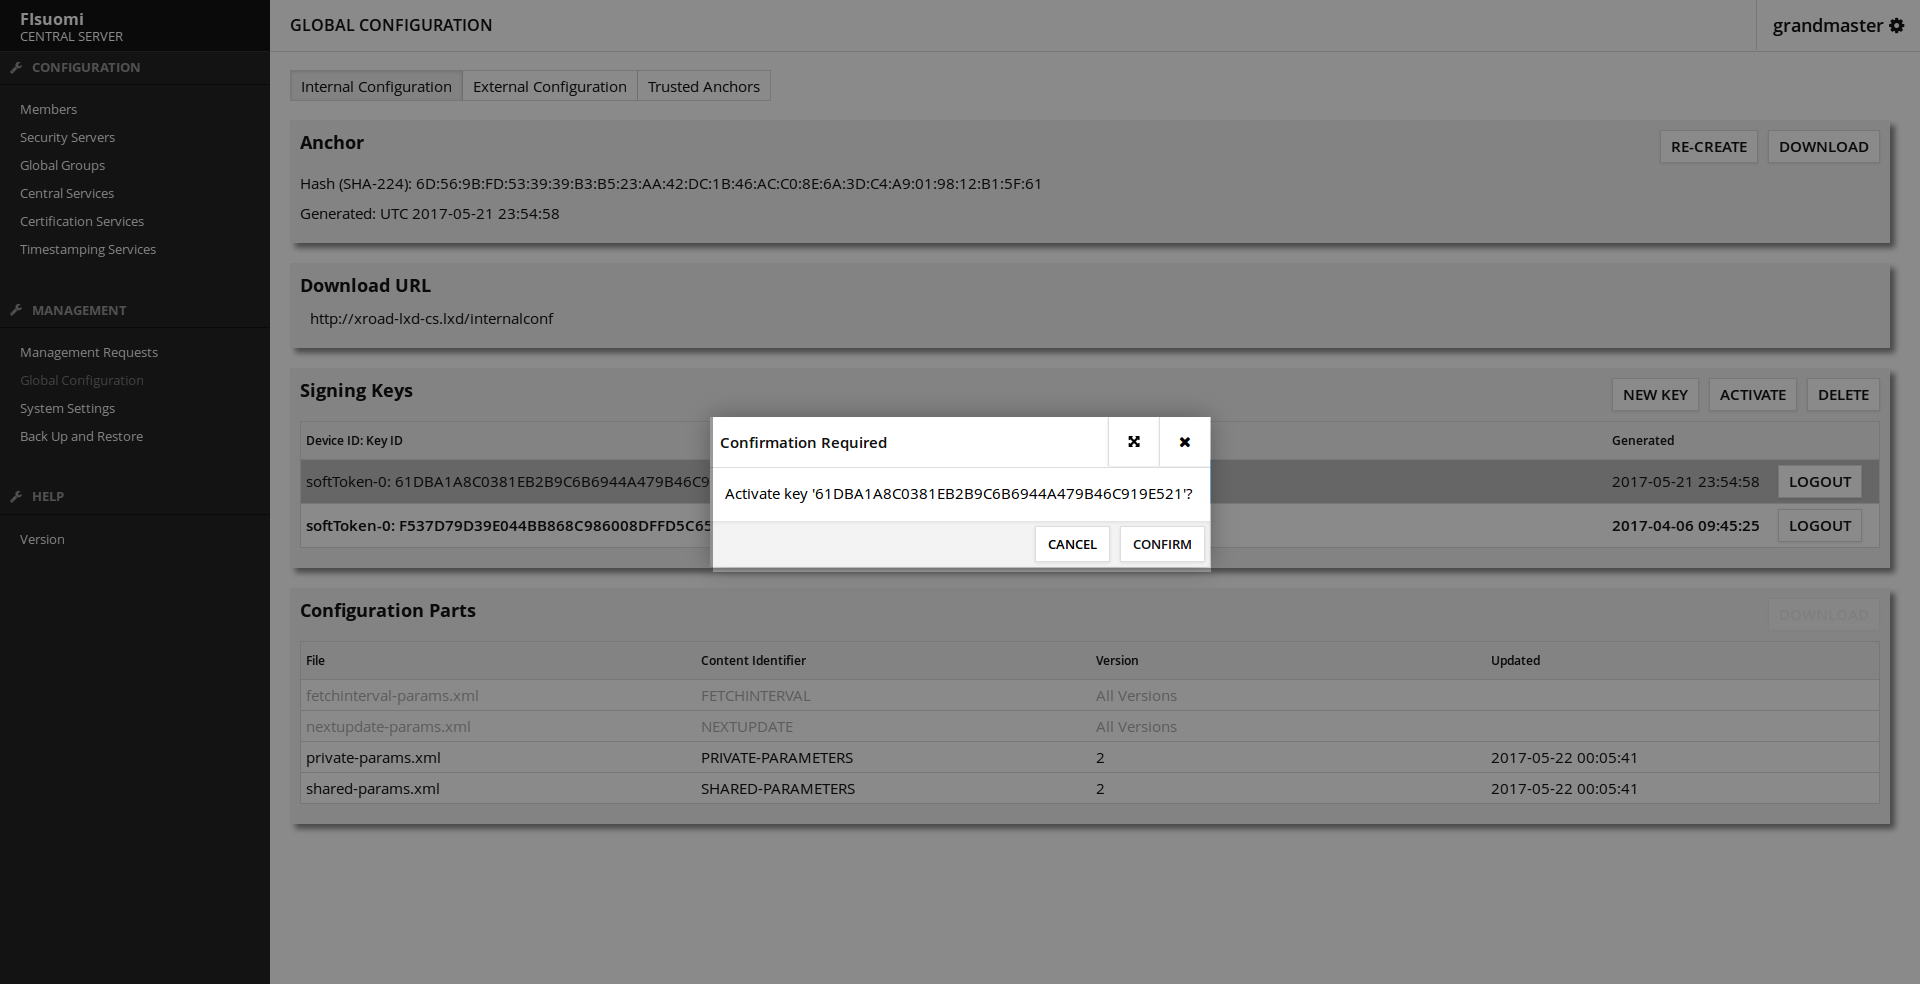 FIsuomi
CENTRAL SERVER
CONFIGURATION
Members
Security Servers
Global Groups
Central Services
Certification Services
Timestamping Services
MANAGEMENT
Management Requests
Global Configuration
System Settings
Back Up and Restore
HELP
Version
GLOBAL CONFIGURATION
grandmaster
Internal Configuration External Configuration Trusted Anchors
Anchor
RE-CREATE DOWNLOAD
Hash (SHA-224): 6D:56:9B:FD:53:39:39:B3:B5:23:AA:42:DC:1B:46:AC:C0:8E:6A:3D:C4:A9:01:98:12:B1:5F:61
Generated: UTC 2017-05-21 23:54:58
Download URL
http://xroad-lxd-cs.lxd/internalconf
Signing Keys
NEW KEY ACTIVATE DELETE
Device ID: Key ID Generated
softToken-0: 61DBA1A8C0381EB2B9C6B6944A479B46C9 2017-05-21 23:54:58 LOGOUT
softToken-0: F537D79D39E044BB868C986008DFFD5C65 2017-04-06 09:45:25 LOGOUT
Confirmation Required
Activate key '61DBA1A8C0381EB2B9C6B6944A479B46C919E521'?
CANCEL CONFIRM
Configuration Parts
DOWNLOAD
File Content Identifier Version Updated
fetchinterval-params.xml FETCHINTERVAL All Versions
nextupdate-params.xml NEXTUPDATE All Versions
private-params.xml PRIVATE-PARAMETERS 2 2017-05-22 00:05:41
shared-params.xml SHARED-PARAMETERS 2 2017-05-22 00:05:41